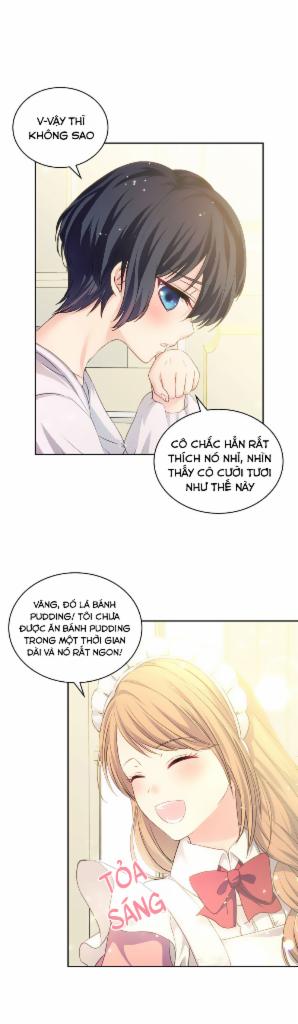 V-VẬY THÌ
KHÔNG SAO
CÔ CHẮC HẲN RẤT
THÍCH NÓ NHỈ, NHÌN
THẤY CÔ CƯỜI TƯƠI
NHƯ THẾ NÀY
VÂNG, ĐÓ LÀ BÁNH
PUDDING! TÔI CHƯA
ĐƯỢC ĂN BÁNH PUDDING
TRONG MỘT THỜI GIAN
DÀI VÀ NÓ RẤT NGON!
TỎA
SÁNG